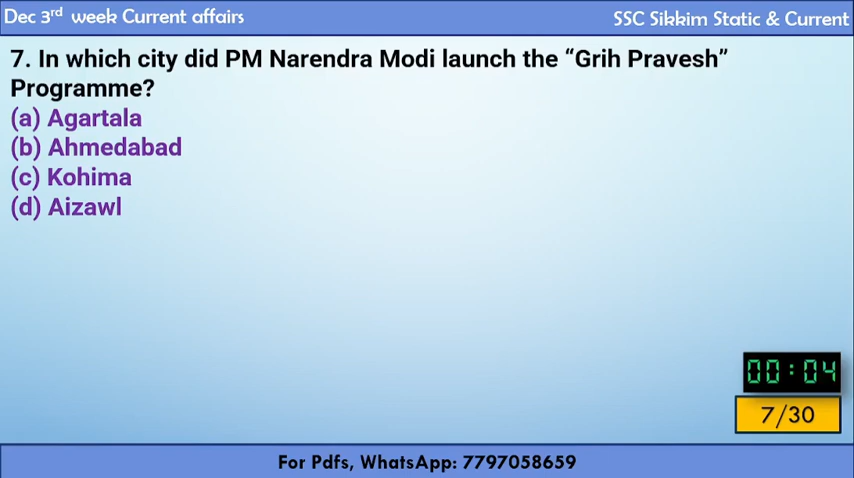 Dec 3rd week Current affairs
SSC Sikkim Static & Current
7. In which city did PM Narendra Modi launch the “Grih Pravesh”
Programme?
(a) Agartala
(b) Ahmedabad
(c) Kohima
(d) Aizawl
00:04
7/30
For Pdfs, WhatsApp: 7797058659